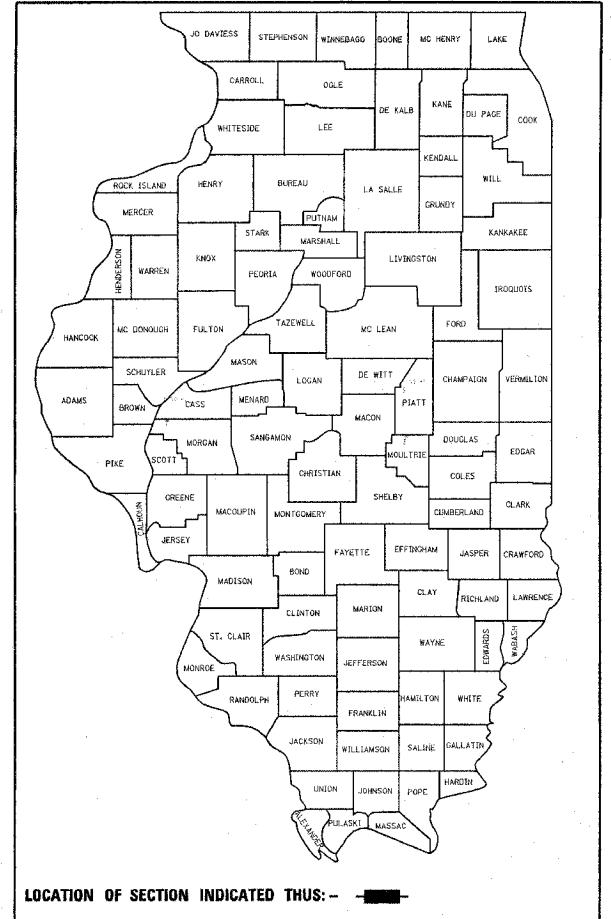 JO DAVIESS STEPHENSON WINNEBAGO BOONE MC HENRY LAKE
CARROLL OGLE DE KALB KANE DU PAGE COOK
WHITESIDE LEE KENDALL WILL
ROCK ISLAND HENRY BUREAU LA SALLE GRUNDY
MERCER PUTNAM KANKAKEE
HENDERSON WARREN KNOX STARK MARSHALL LIVINGSTON IROQUOIS
PEORIA WOODFORD
HANCOCK MC DONOUGH FULTON TAZEWELL MC LEAN FORD
SCHUYLER MASON LOGAN DE WITT CHAMPAIGN VERMILION
ADAMS BROWN CASS MENARD MACON PIATT
PIKE SCOTT MORGAN SANGAMON CHRISTIAN MOULTRIE DOUGLAS EDGAR
COLES
CALHOUN GREENE MACOUPIN MONTGOMERY SHELBY CUMBERLAND CLARK
JERSEY FAYETTE EFFINGHAM JASPER CRAWFORD
MADISON BOND CLAY RICHLAND LAWRENCE
CLINTON MARION
ST. CLAIR WAYNE EDWARDS WABASH
MONROE WASHINGTON JEFFERSON
RANDOLPH PERRY HAMILTON WHITE
FRANKLIN
JACKSON WILLIAMSON SALINE GALLATIN
UNION JOHNSON POPE HARDIN
ALEXANDER PULASKI MASSAC
LOCATION OF SECTION INDICATED THUS: -